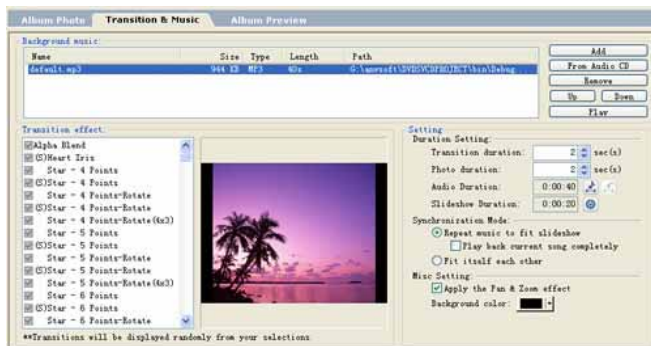 Album Photo Transition & Music Album Preview
Background music:
Name Size Type Length Path
default.mp3 944 KB MP3 40s
Add
From Audio CD
Remove
Up Down
Play
Transition effect:
Alpha Blend
(S)Heart Iris
Star - 4 Points
(S)Star - 4 Points
Star - 4 Points-Rotate
(S)Star - 4 Points-Rotate
Star - 4 Points-Rotate(4x3)
Star - 5 Points
(S)Star - 5 Points
Star - 5 Points-Rotate
(S)Star - 5 Points-Rotate
Star - 5 Points-Rotate(4x3)
Star - 6 Points
(S)Star - 6 Points
Star - 6 Points-Rotate
**Transitions will be displayed randomly from your selections
Setting
Duration Setting:
Transition duration: 2 sec(s)
Photo duration: 2 sec(s)
Audio Duration: 0:00:40
Slideshow Duration: 0:00:20
Synchronization Mode:
Repeat music to fit slideshow
Play back current song completely
Fit itself each other
Misc Setting:
Apply the Pan & Zoom effect
Background color: